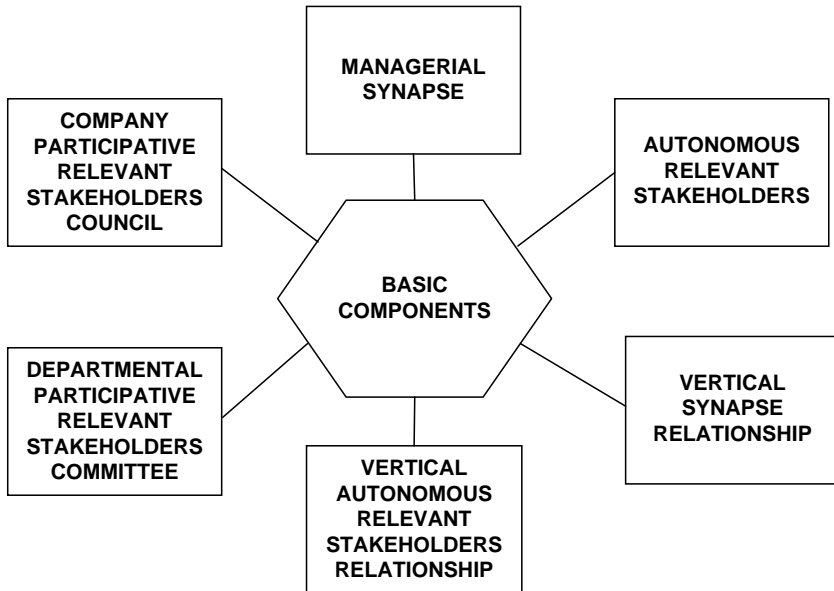 MANAGERIAL
SYNAPSE
COMPANY
PARTICIPATIVE
RELEVANT
STAKEHOLDERS
COUNCIL
AUTONOMOUS
RELEVANT
STAKEHOLDERS
BASIC
COMPONENTS
DEPARTMENTAL
PARTICIPATIVE
RELEVANT
STAKEHOLDERS
COMMITTEE
VERTICAL
SYNAPSE
RELATIONSHIP
VERTICAL
AUTONOMOUS
RELEVANT
STAKEHOLDERS
RELATIONSHIP